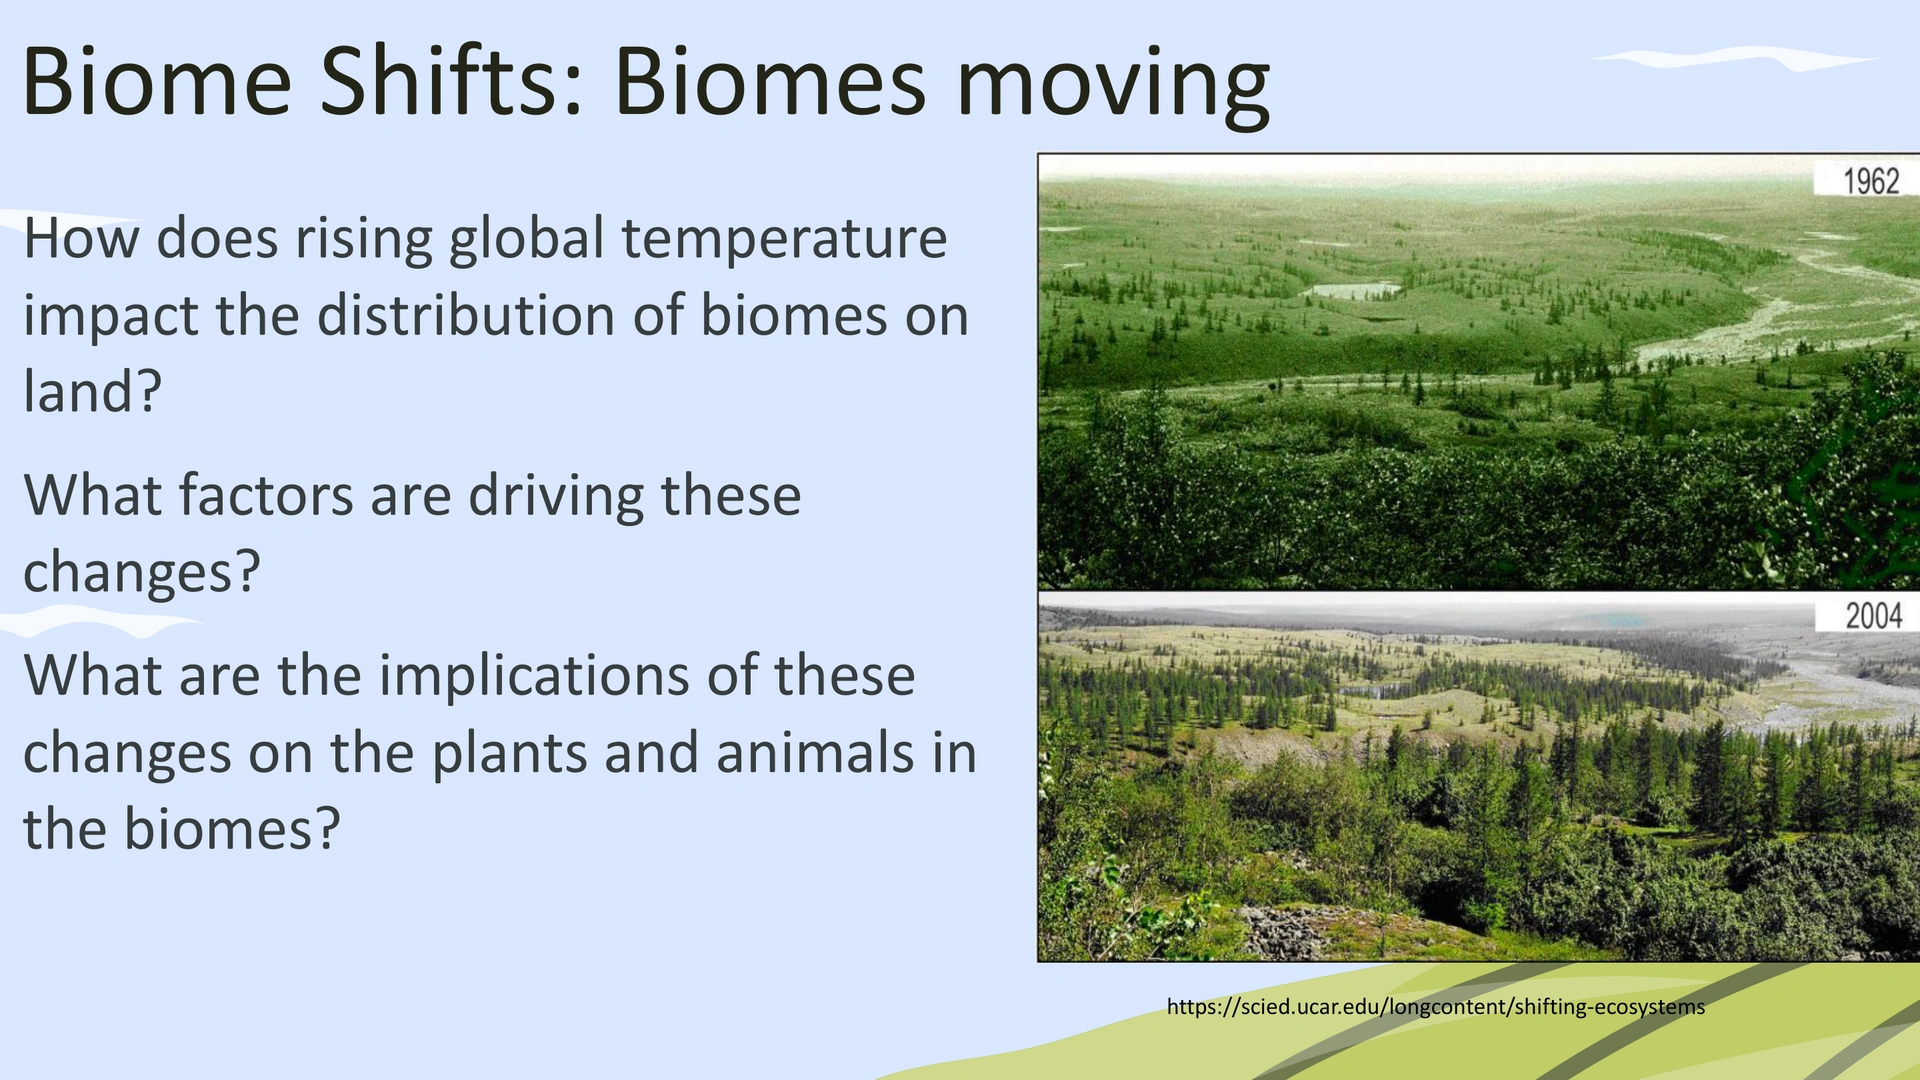 Biome Shifts: Biomes moving
How does rising global temperature
impact the distribution of biomes on
land?
What factors are driving these
changes?
What are the implications of these
changes on the plants and animals in
the biomes?
1962
2004
https://scied.ucar.edu/longcontent/shifting-ecosystems